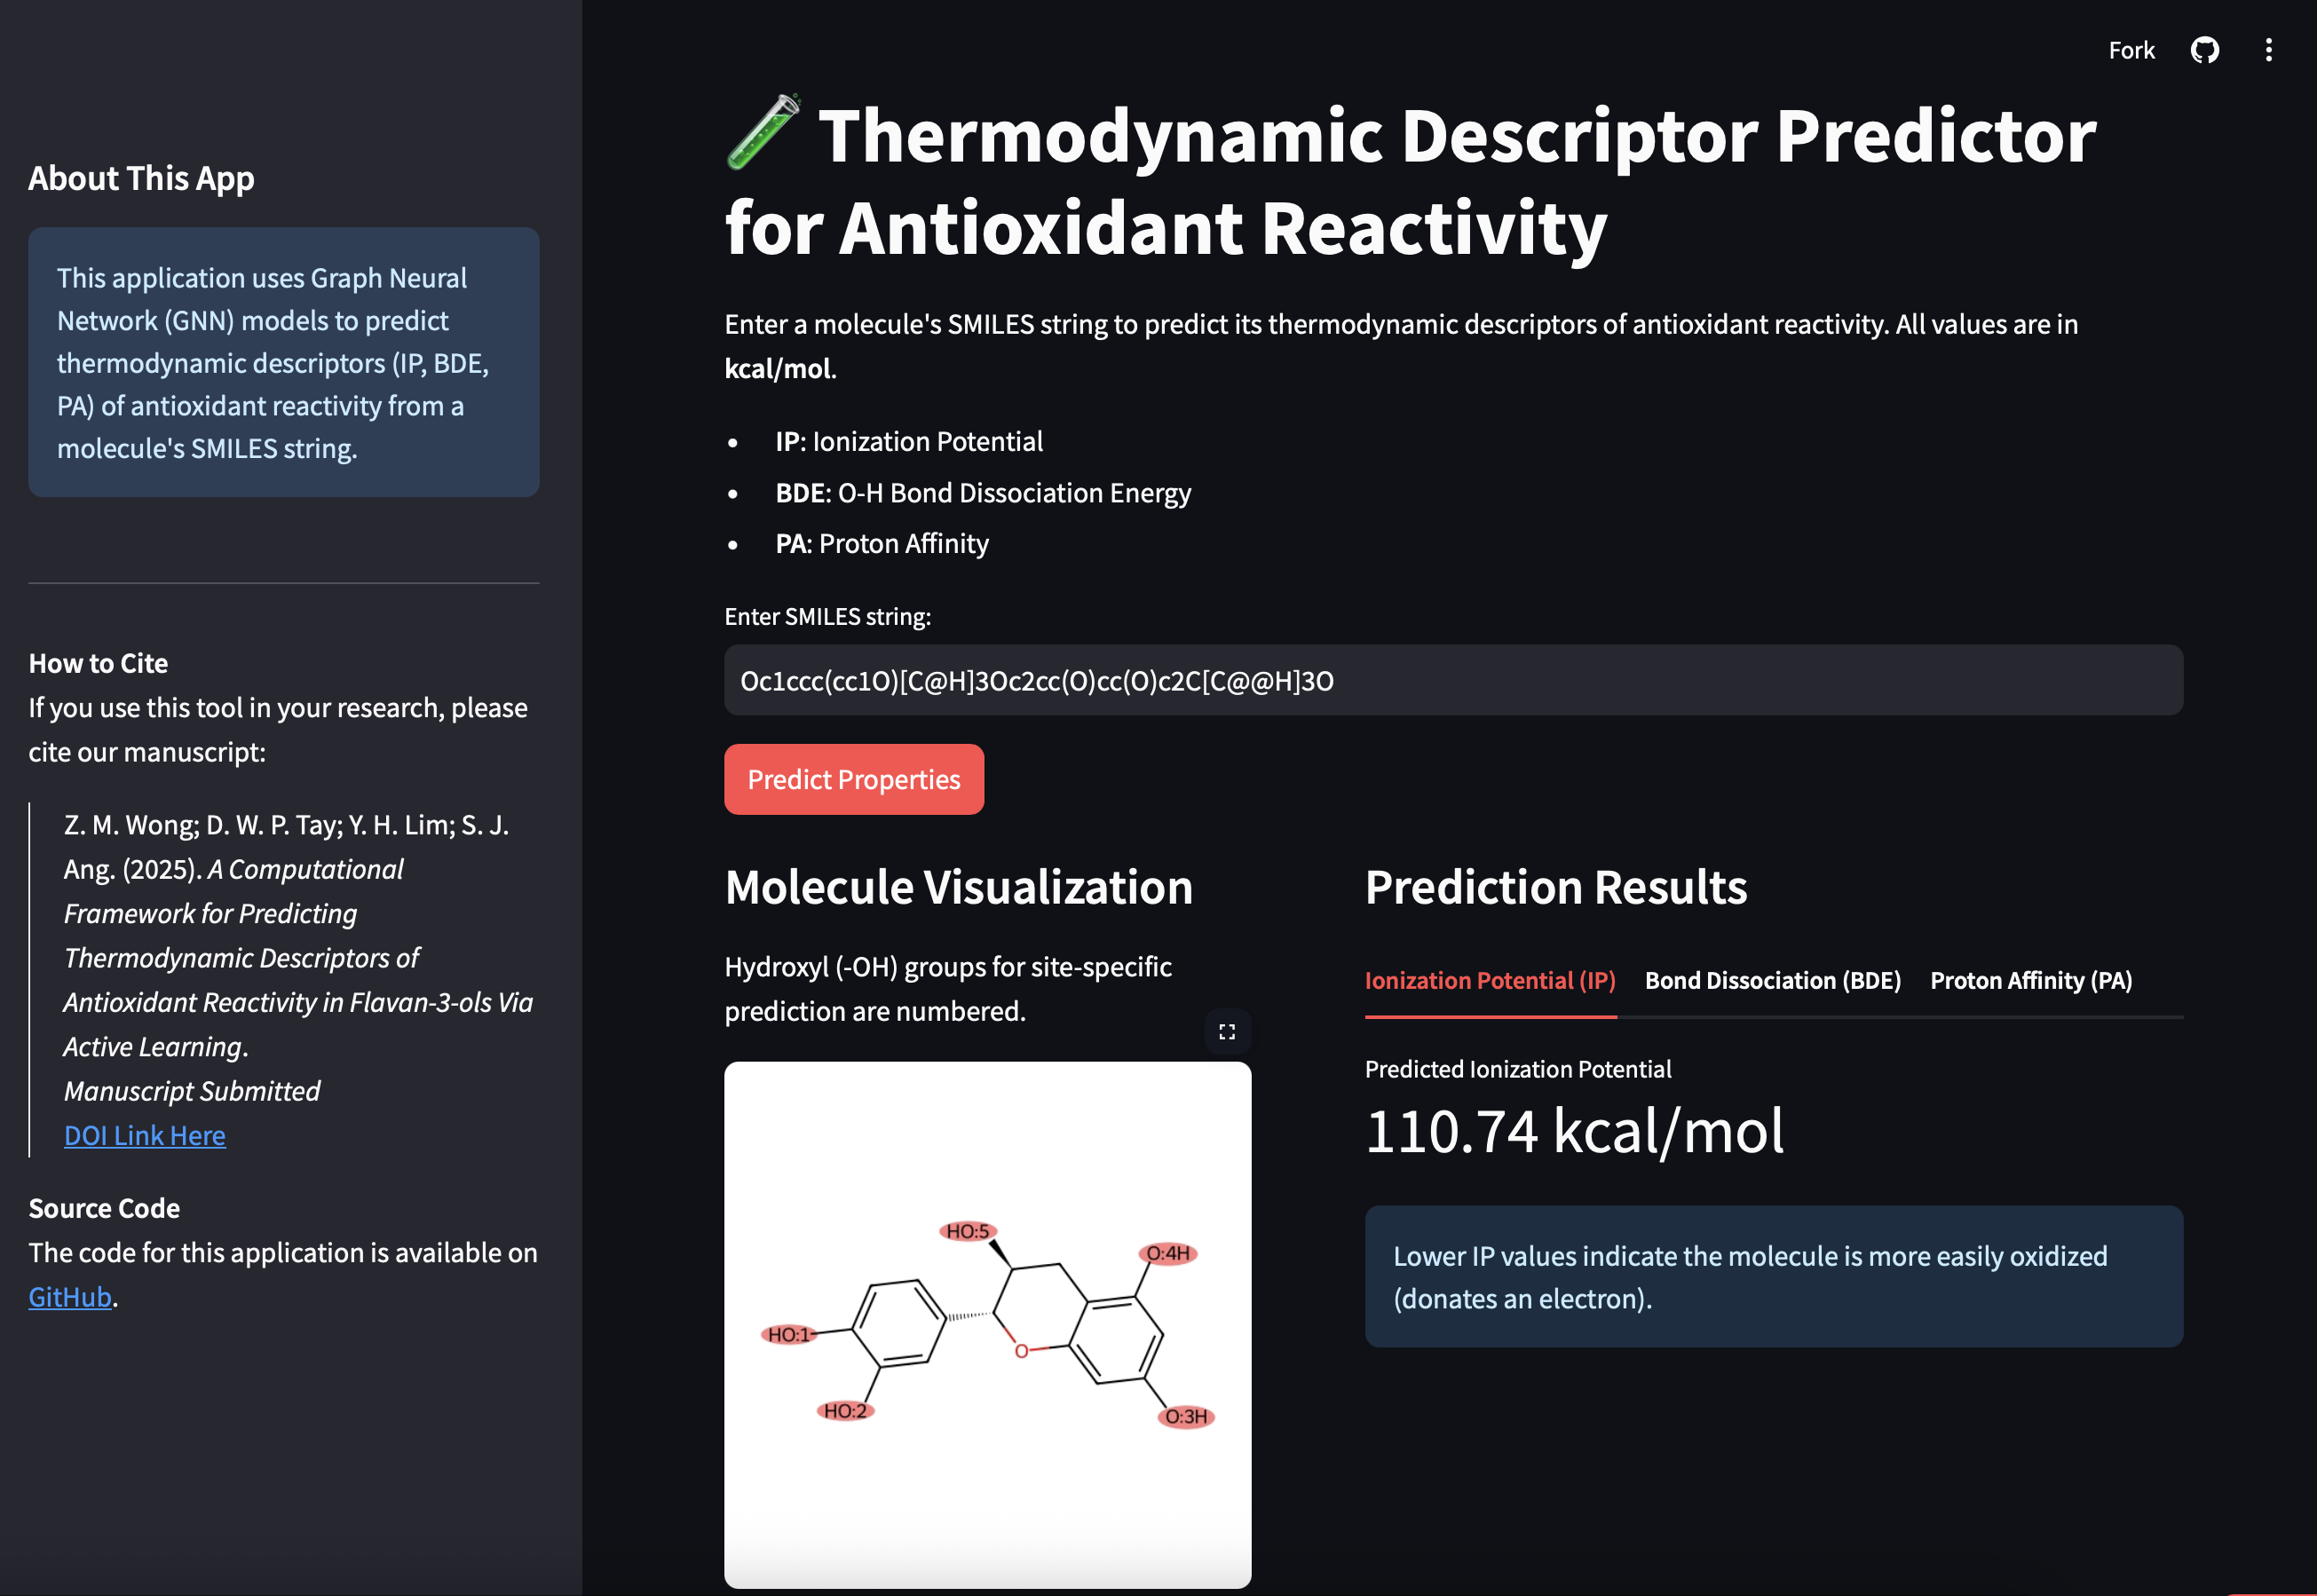 Fork
About This App
This application uses Graph Neural
Network (GNN) models to predict
thermodynamic descriptors (IP, BDE,
PA) of antioxidant reactivity from a
molecule's SMILES string.
How to Cite
If you use this tool in your research, please
cite our manuscript:
Z. M. Wong; D. W. P. Tay; Y. H. Lim; S. J.
Ang. (2025). A Computational
Framework for Predicting
Thermodynamic Descriptors of
Antioxidant Reactivity in Flavan-3-ols Via
Active Learning.
Manuscript Submitted
DOI Link Here
Source Code
The code for this application is available on
GitHub.
Thermodynamic Descriptor Predictor
for Antioxidant Reactivity
Enter a molecule's SMILES string to predict its thermodynamic descriptors of antioxidant reactivity. All values are in
kcal/mol.
• IP: Ionization Potential
• BDE: O-H Bond Dissociation Energy
• PA: Proton Affinity
Enter SMILES string:
Oc1ccc(cc1O)[C@H]3Oc2cc(O)cc(O)c2C[C@@H]3O
Predict Properties
Molecule Visualization
Hydroxyl (-OH) groups for site-specific
prediction are numbered.
HO:5
O:4H
HO:1
O
HO:2
O:3H
Prediction Results
Ionization Potential (IP) Bond Dissociation (BDE) Proton Affinity (PA)
Predicted Ionization Potential
110.74 kcal/mol
Lower IP values indicate the molecule is more easily oxidized
(donates an electron).